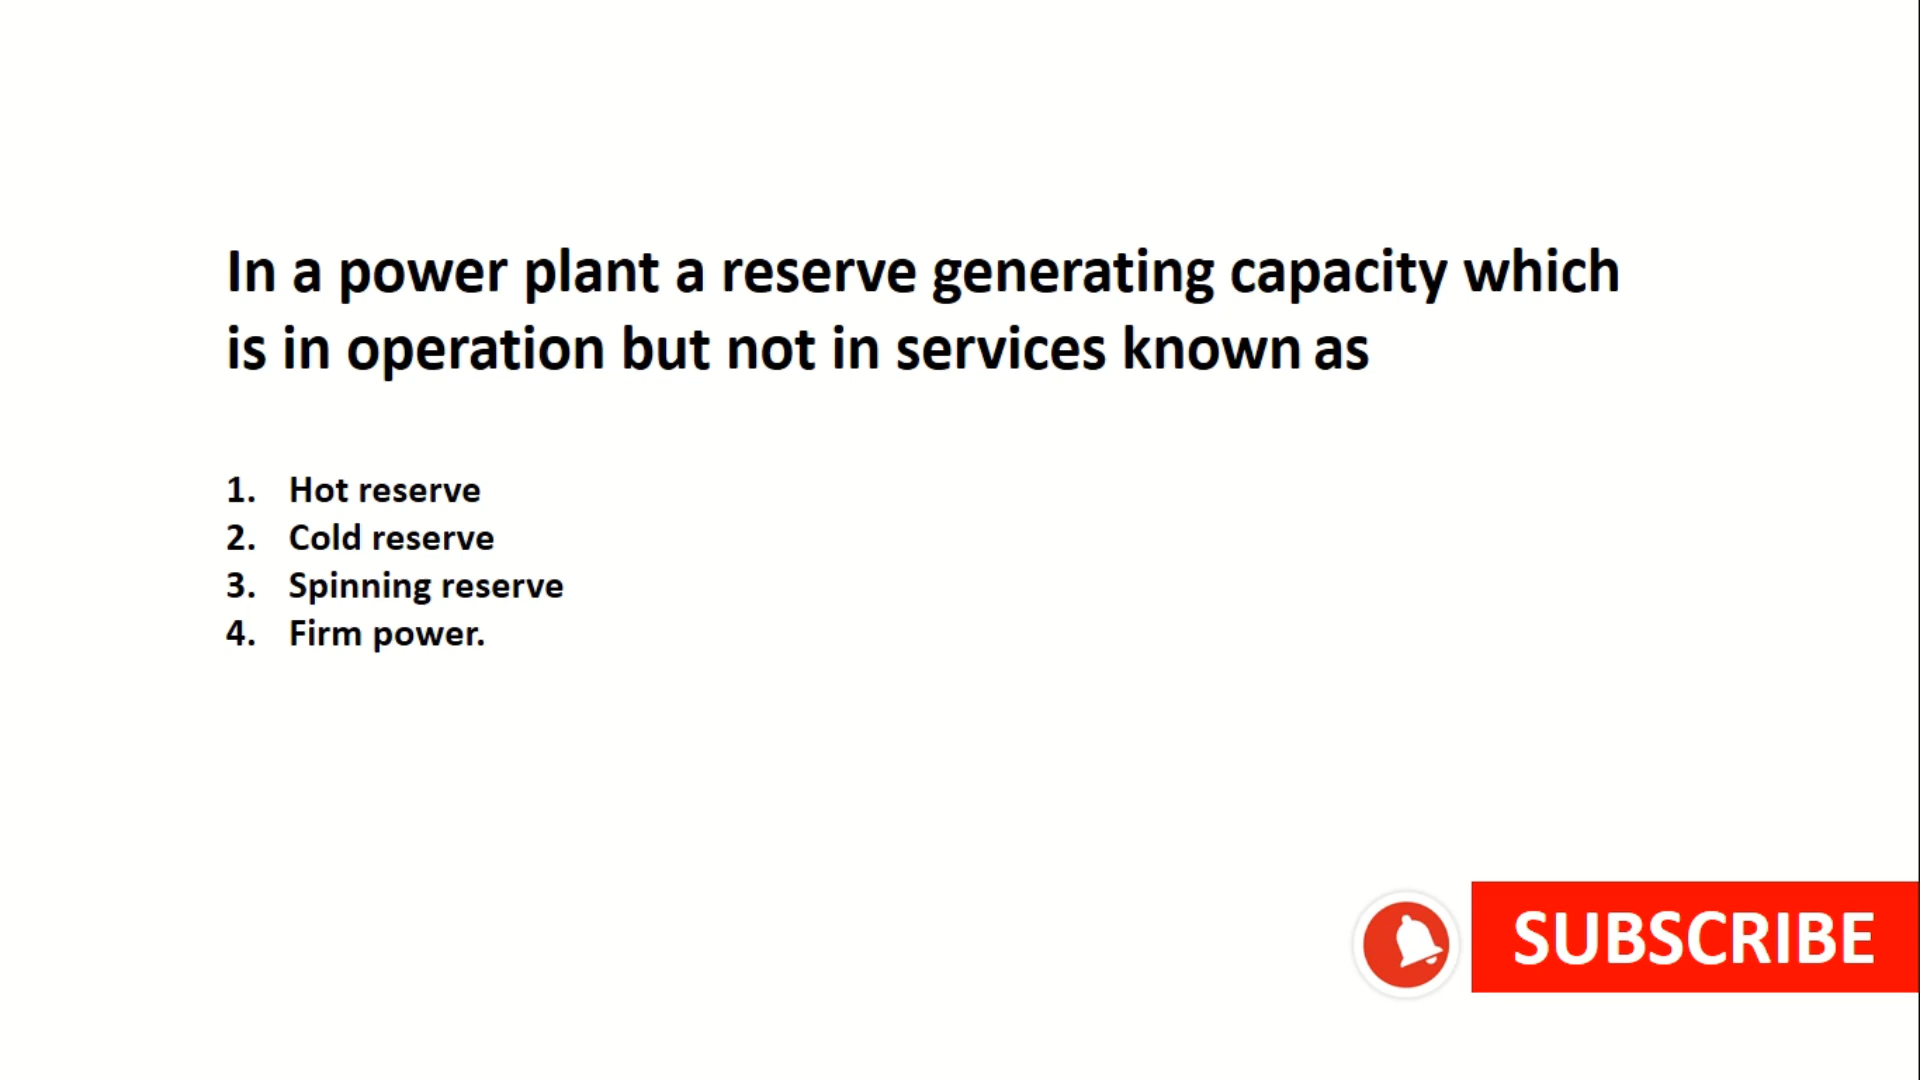 In a power plant a reserve generating capacity which
is in operation but not in services known as
1. Hot reserve
2. Cold reserve
3. Spinning reserve
4. Firm power.
SUBSCRIBE